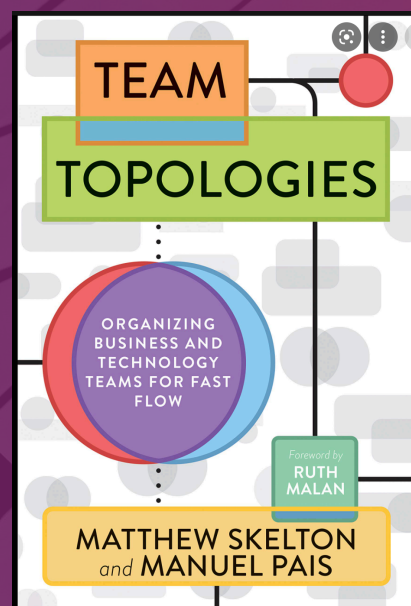 TEAM
TOPOLOGIES
ORGANIZING
BUSINESS AND
TECHNOLOGY
TEAMS FOR FAST
FLOW
Foreword by
RUTH
MALAN
MATTHEW SKELTON
and MANUEL PAIS